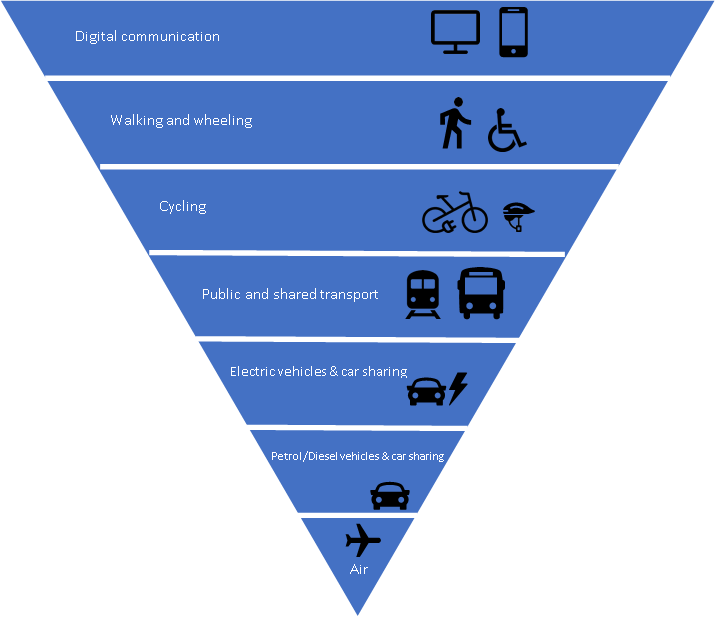 Digital communication
Walking and wheeling
Cycling
Public and shared transport
Electric vehicles & car sharing
Petrol/Diesel vehicles & car sharing
Air